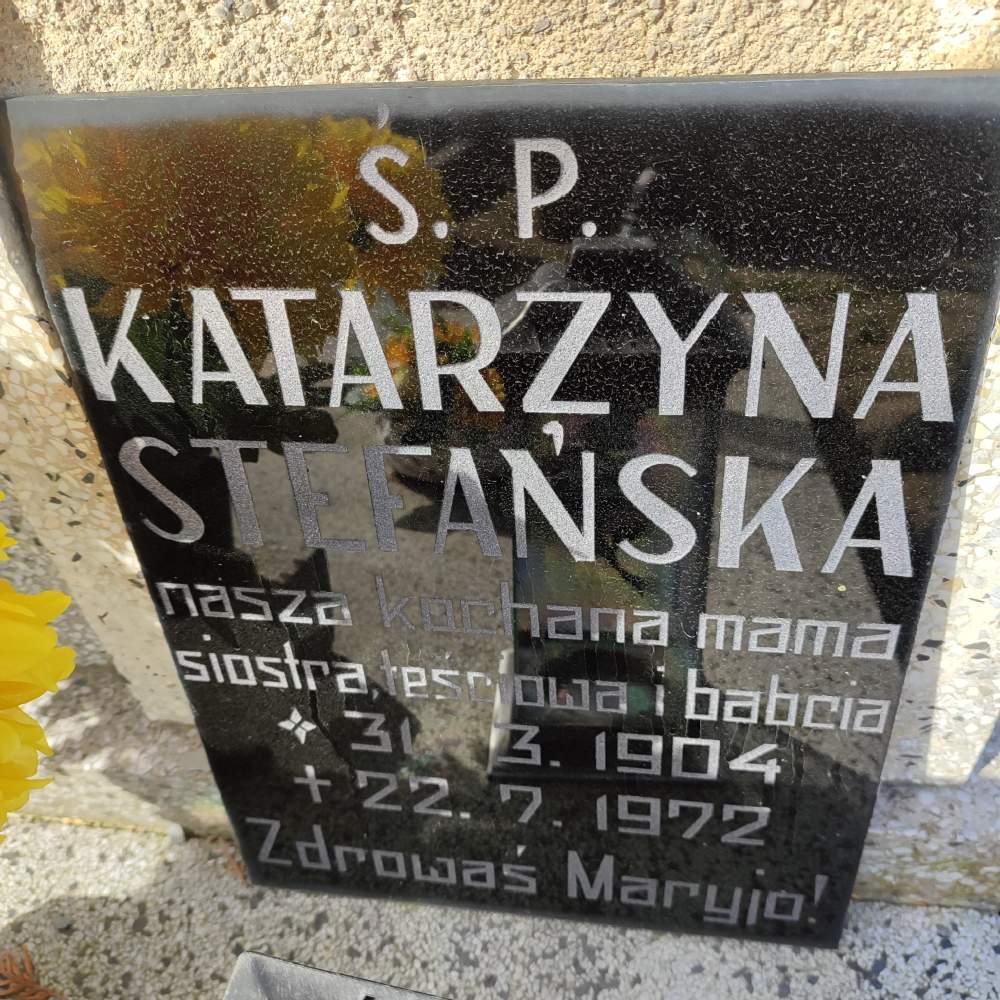 Ś. P.
KATARZYNA
STEFAŃSKA
nasza kochana mama
siostra, teściowa i babcia
* 31. 3. 1904
+ 22. 7. 1972
Zdrowaś Maryjo!